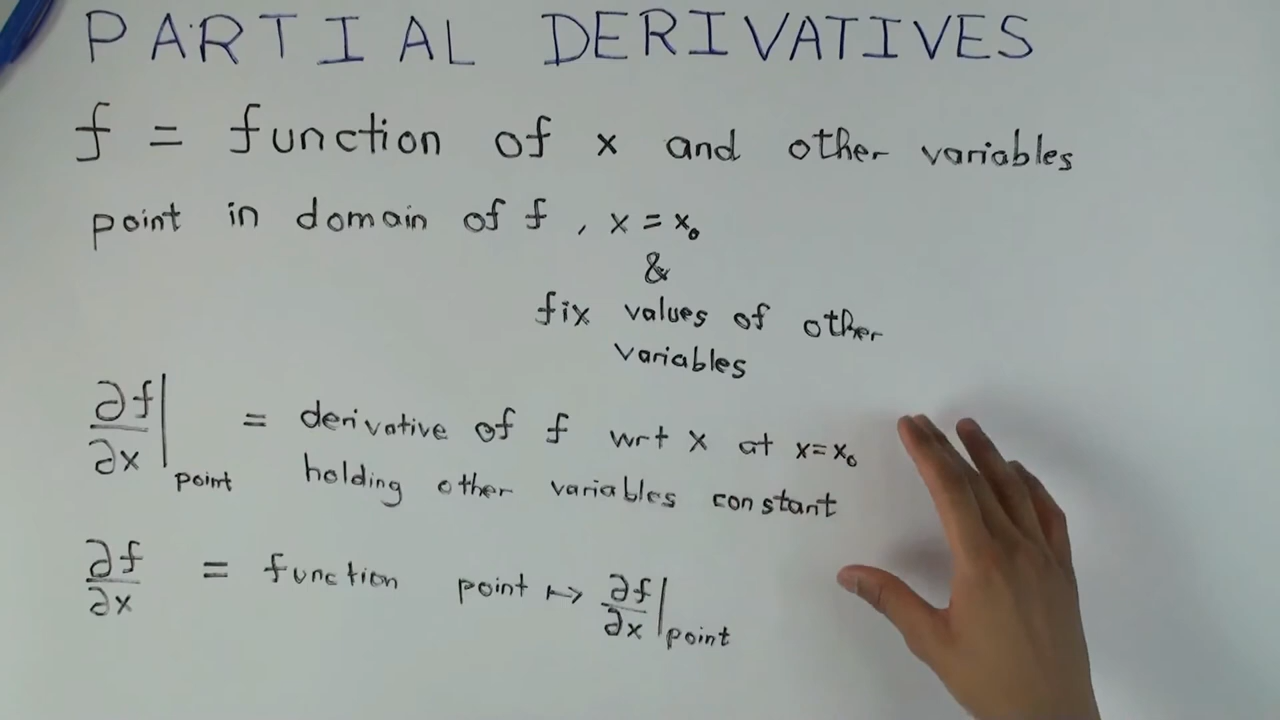 PARTIAL DERIVATIVES
f = function of x and other variables
point in domain of f , x = x₀
&
fix values of other
variables
∂f/∂x|point = derivative of f wrt x at x=x₀
holding other variables constant
∂f/∂x = function point ↦ ∂f/∂x|point